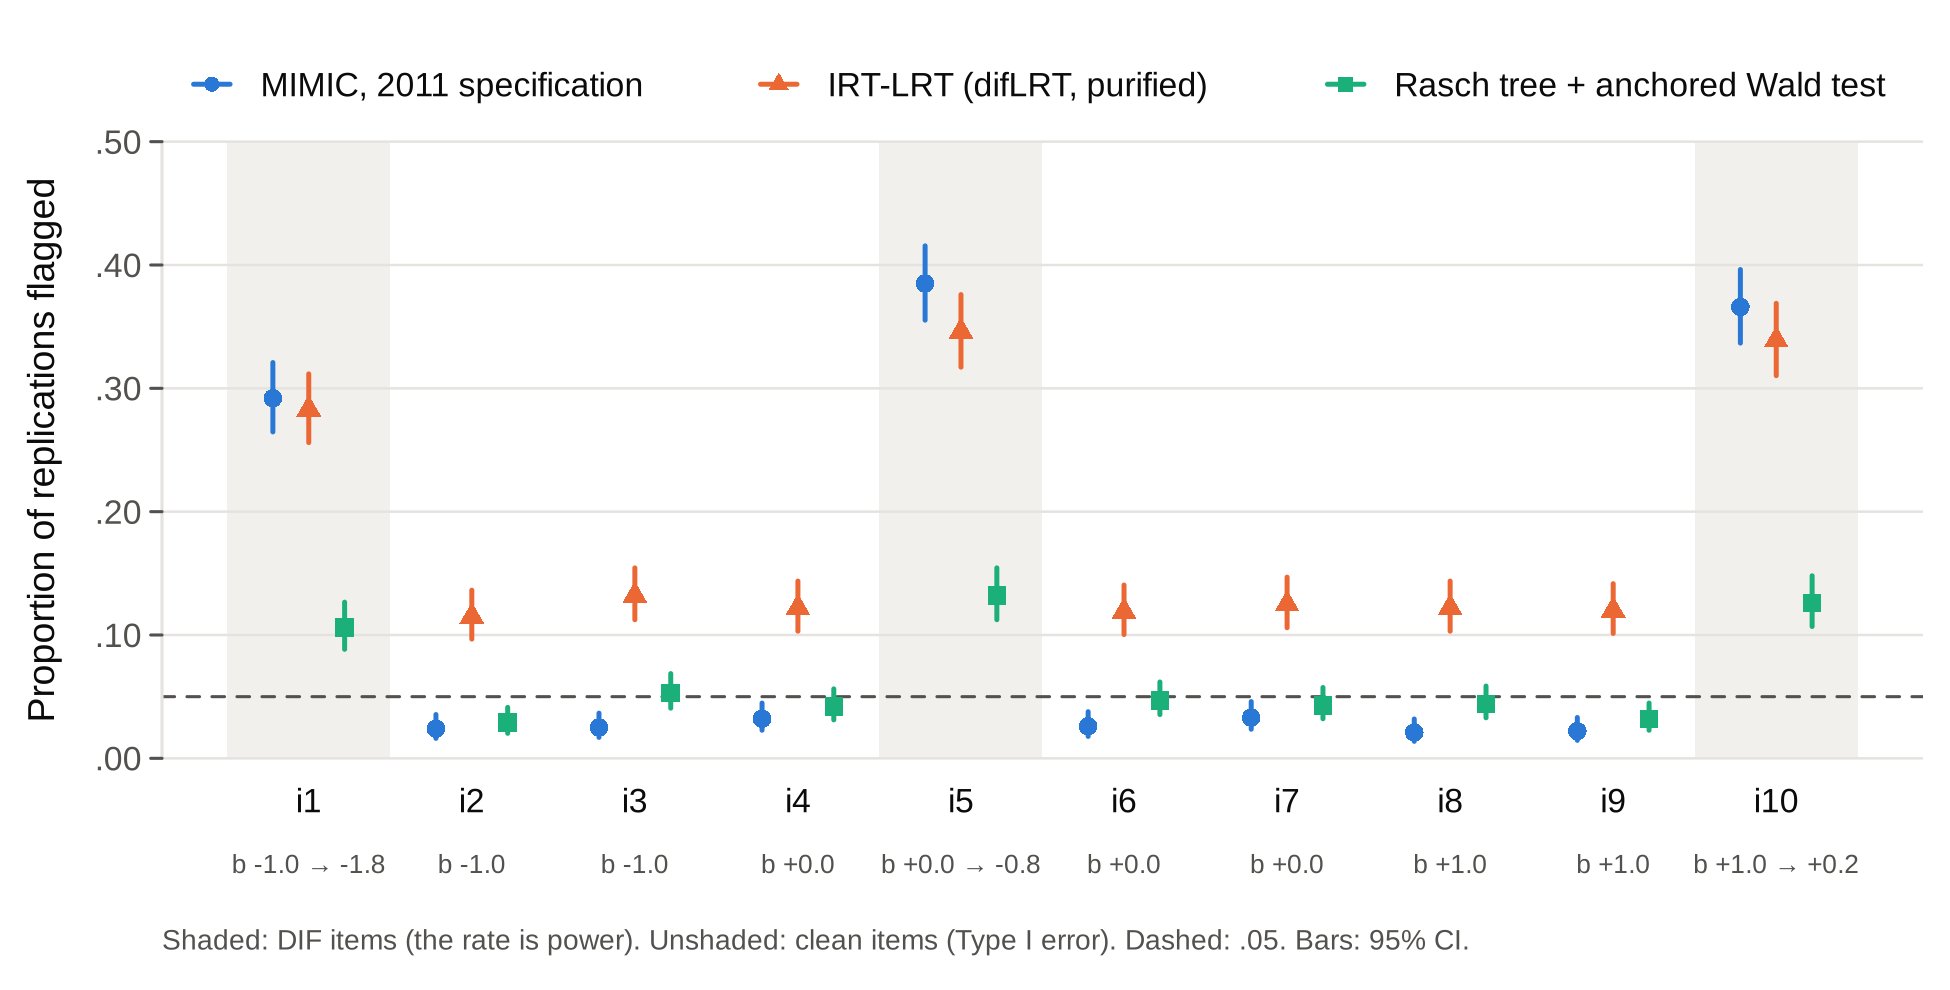 MIMIC, 2011 specification IRT-LRT (difLRT, purified) Rasch tree + anchored Wald test
Proportion of replications flagged
.50
.40
.30
.20
.10
.00
i1 i2 i3 i4 i5 i6 i7 i8 i9 i10
b -1.0 → -1.8 b -1.0 b -1.0 b +0.0 b +0.0 → -0.8 b +0.0 b +0.0 b +1.0 b +1.0 b +1.0 → +0.2
Shaded: DIF items (the rate is power). Unshaded: clean items (Type I error). Dashed: .05. Bars: 95% CI.